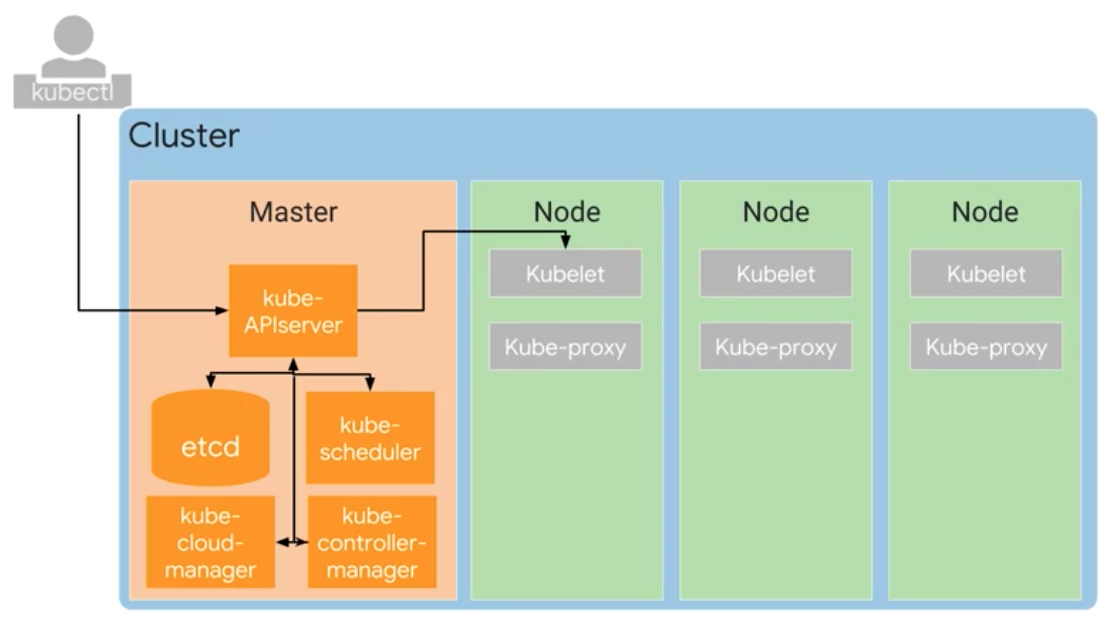 kubectl
Cluster
Master
kube-
APIserver
etcd
kube-
scheduler
kube-
cloud-
manager
kube-
controller-
manager
Node
Kubelet
Kube-proxy
Node
Kubelet
Kube-proxy
Node
Kubelet
Kube-proxy